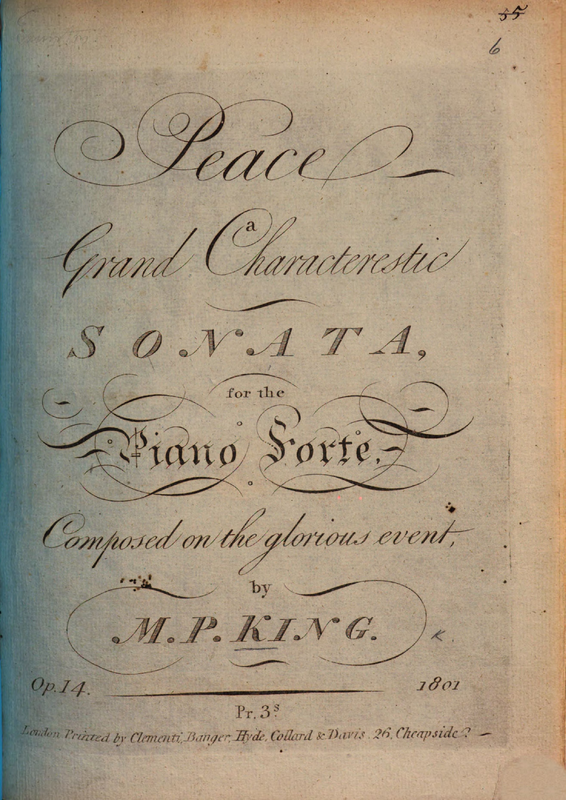 55
6
Peace
a
Grand Characterestic
SONATA,
for the
Piano Forte,
Composed on the glorious event,
by
M.P. KING.
K.
Op. 14. 1801
Pr. 3s.
London Printed by Clementi, Banger, Hyde, Collard & Davis. 26, Cheapside.